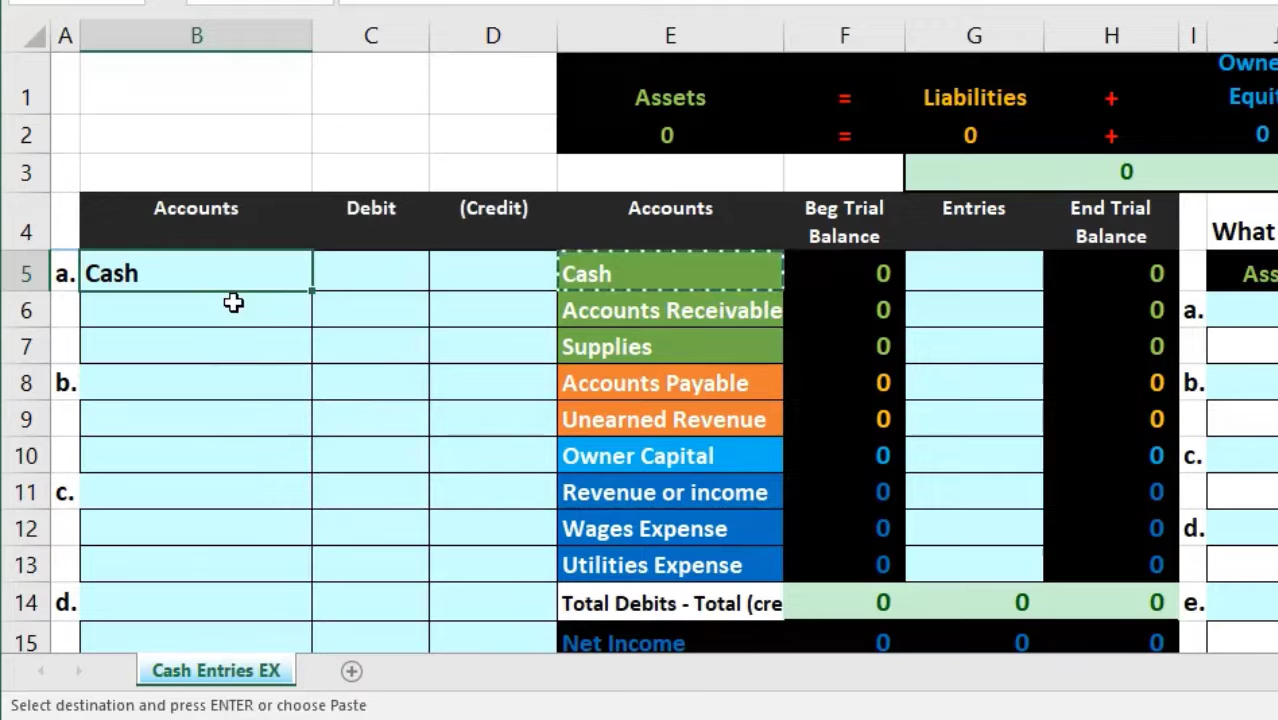 A B C D E F G H I
Owne
1 Assets = Liabilities + Equit
2 0 = 0 + 0
3 0
4 Accounts Debit (Credit) Accounts Beg Trial Balance Entries End Trial Balance What
5 a. Cash Cash 0 0 Ass
6 Accounts Receivable 0 0 a.
7 Supplies 0 0
8 b. Accounts Payable 0 0 b.
9 Unearned Revenue 0 0
10 Owner Capital 0 0 c.
11 c. Revenue or income 0 0
12 Wages Expense 0 0 d.
13 Utilities Expense 0 0
14 d. Total Debits - Total (cre 0 0 0 e.
15 Net Income 0 0 0
Cash Entries EX
Select destination and press ENTER or choose Paste